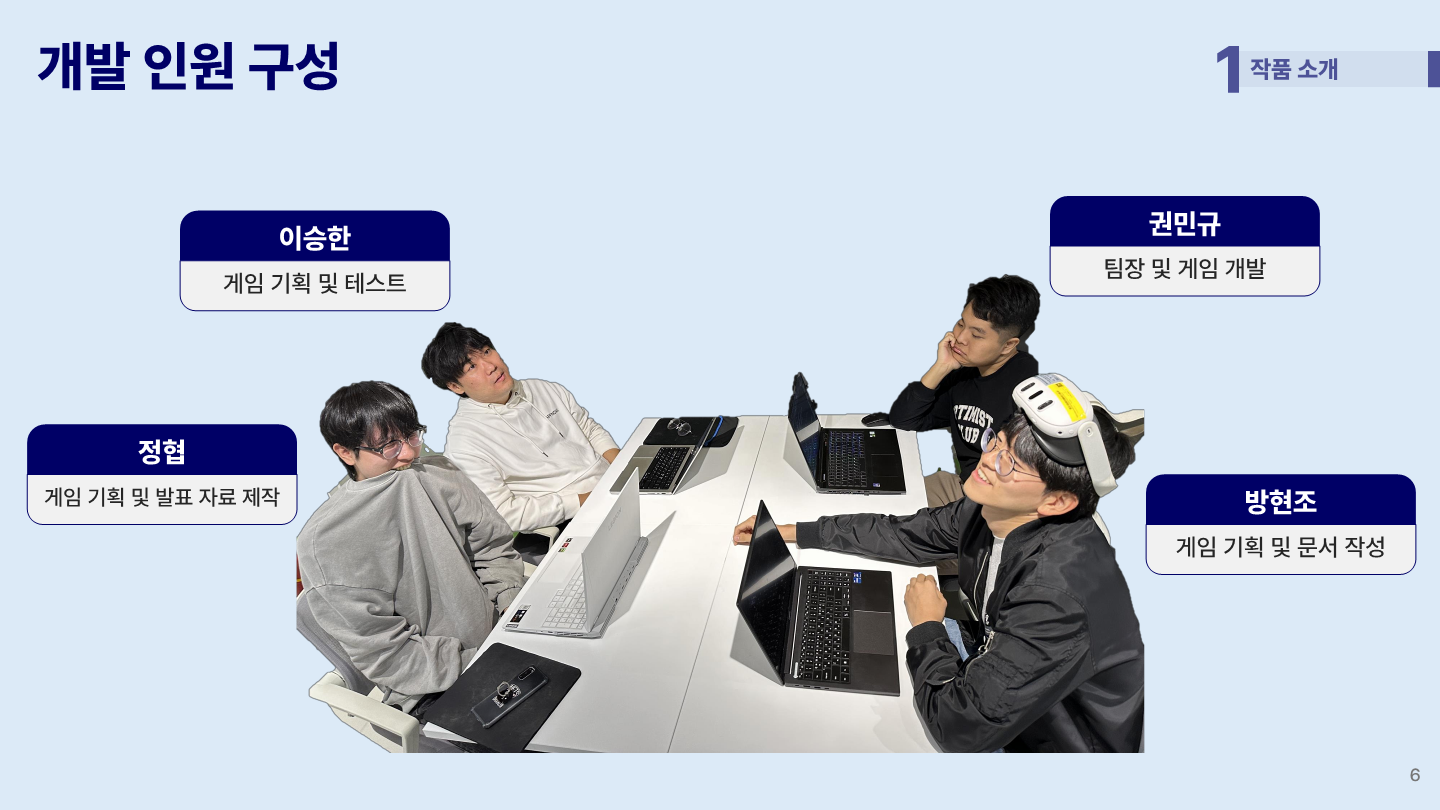 개발 인원 구성
1 작품 소개
이승한
게임 기획 및 테스트
권민규
팀장 및 게임 개발
정협
게임 기획 및 발표 자료 제작
방현조
게임 기획 및 문서 작성
CLUB
6